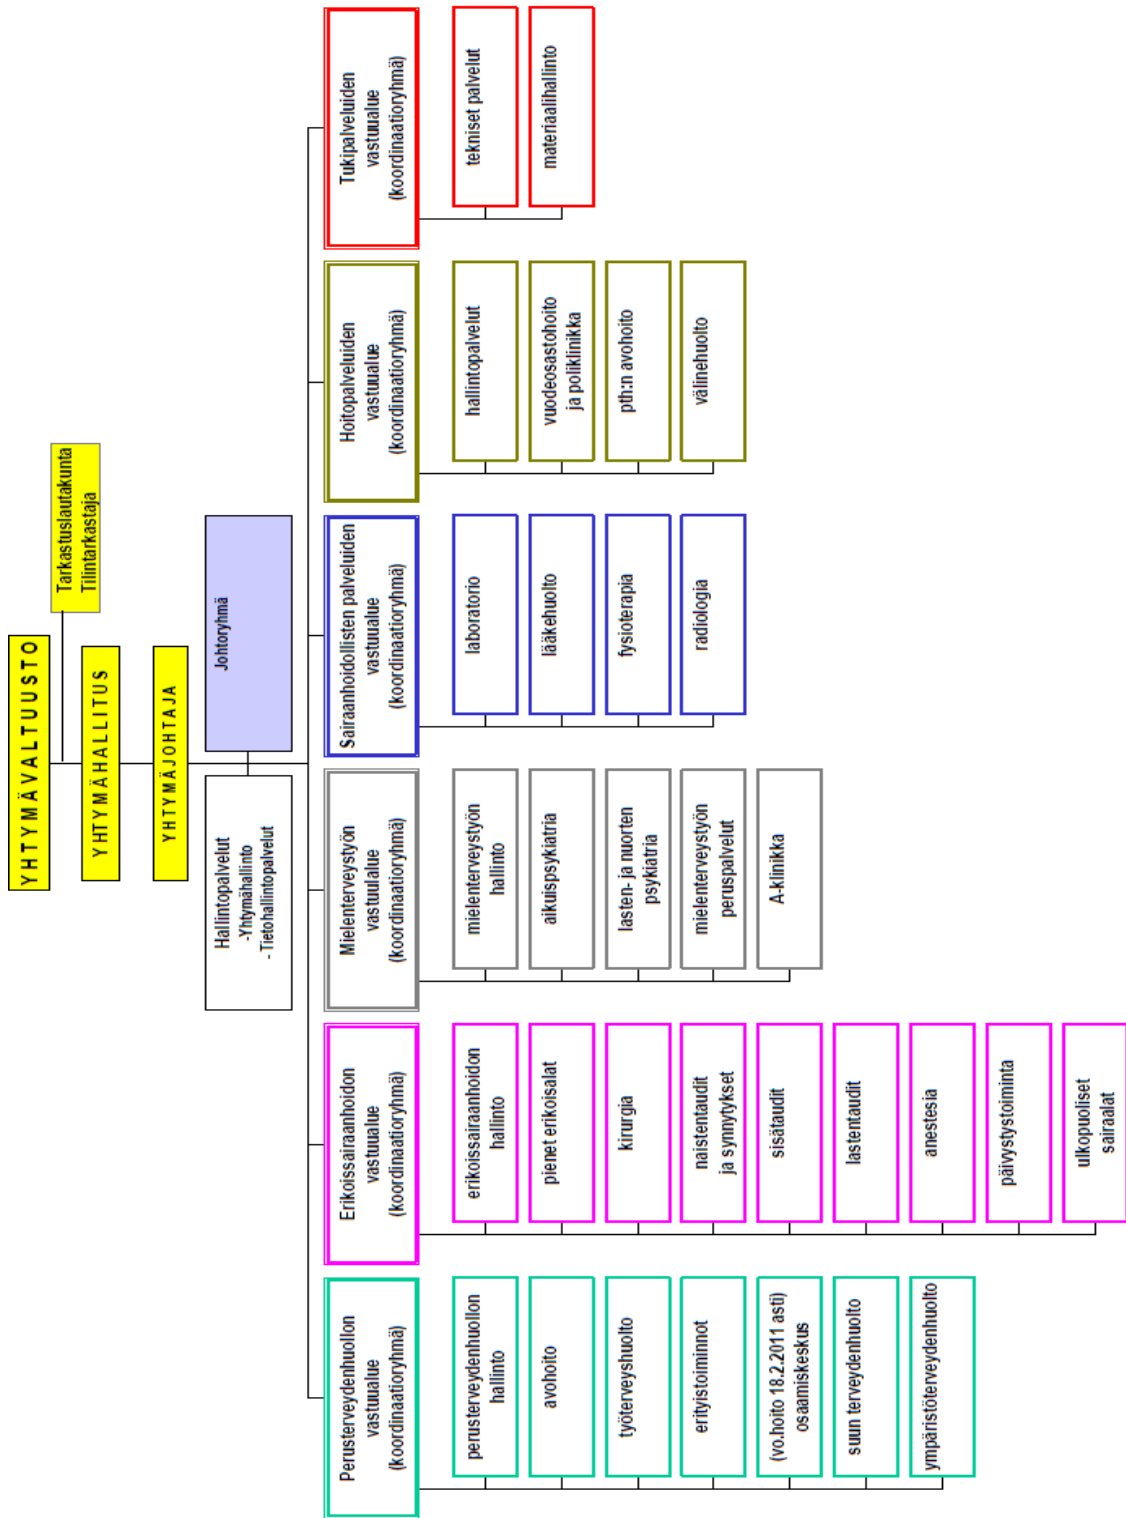 YHTYMÄVALTUUSTO
Tarkastuslautakunta
Tilintarkastaja
YHTYMÄHALLITUS
YHTYMÄJOHTAJA
Hallintopalvelut
-Yhtymähallinto
- Tietohallintopalvelut
Johtoryhmä
Perusterveydenhuollon
vastuualue
(koordinaatioryhmä)
perusterveydenhuollon
hallinto
avohoito
työterveyshuolto
erityistoiminnot
(vo.hoito 18.2.2011 asti)
osaamiskeskus
suun terveydenhuolto
ympäristöterveydenhuolto
Erikoissairaanhoidon
vastuualue
(koordinaatioryhmä)
erikoissairaanhoidon
hallinto
pienet erikoisalat
kirurgia
naistentaudit
ja synnytykset
sisätaudit
lastentaudit
anestesia
päivystystoiminta
ulkopuoliset
sairaalat
Mielenterveystyön
vastuulalue
(koordinaatioryhmä)
mielenterveystyön
hallinto
aikuispsykiatria
lasten- ja nuorten
psykiatria
mielenterveystyön
peruspalvelut
A-klinikka
Sairaanhoidollisten palveluiden
vastuualue
(koordinaatioryhmä)
laboratorio
lääkehuolto
fysioterapia
radiologia
Hoitopalveluiden
vastuualue
(koordinaatioryhmä)
hallintopalvelut
vuodeosastohoito
ja poliklinikka
pth:n avohoito
välinehuolto
Tukipalveluiden
vastuualue
(koordinaatioryhmä)
tekniset palvelut
materiaalihallinto